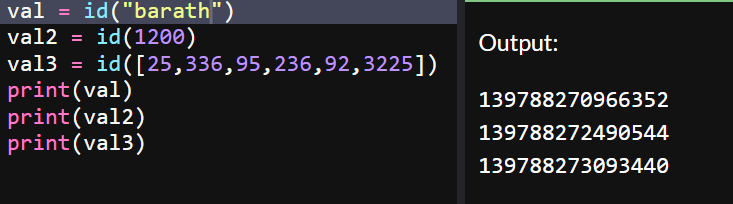 val = id("barath")
val2 = id(1200)
val3 = id([25,336,95,236,92,3225])
print(val)
print(val2)
print(val3)
Output:
139788270966352
139788272490544
139788273093440